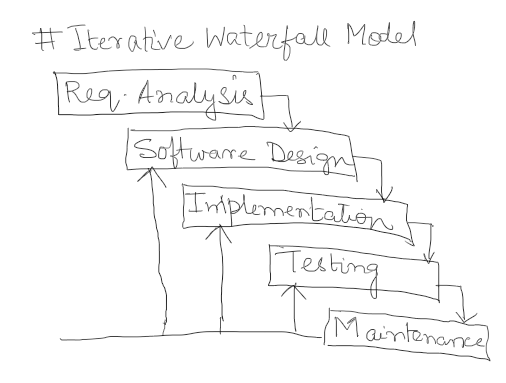 # Iterative Waterfall Model
Req. Analysis
Software Design
Implementation
Testing
Maintenance